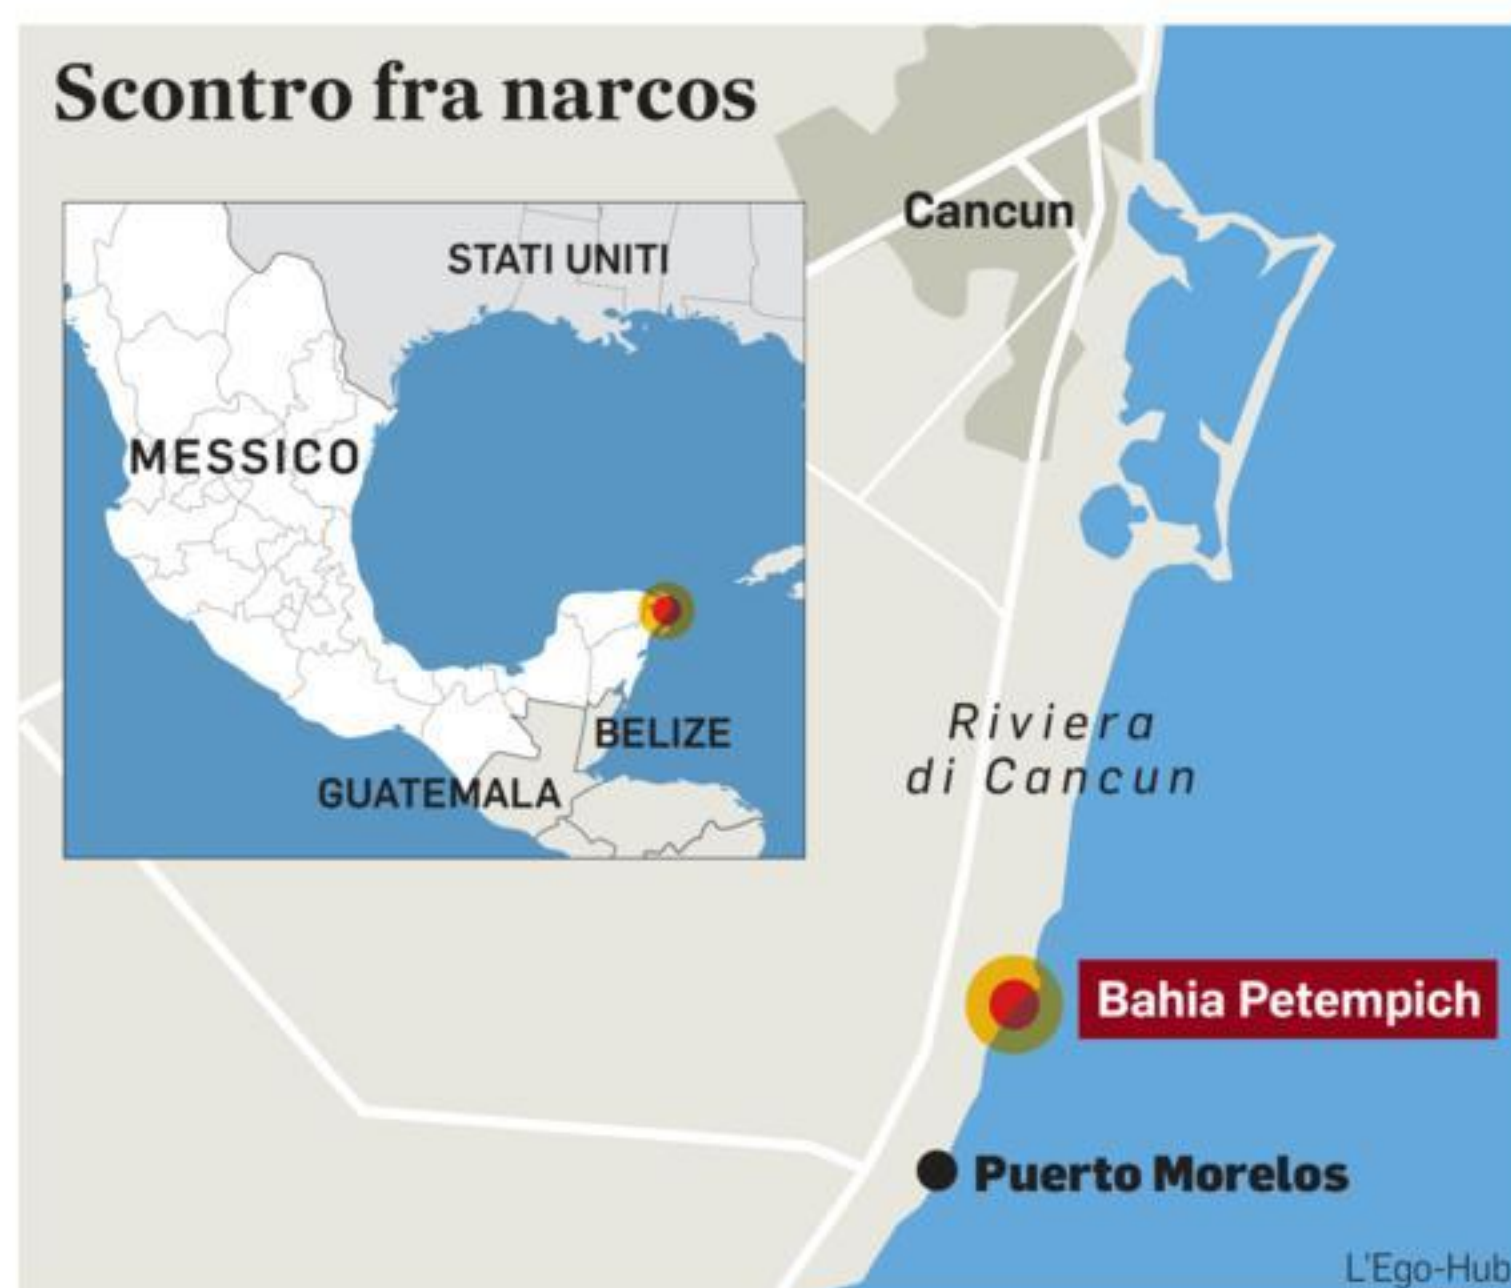 Scontro fra narcos
STATI UNITI
MESSICO
BELIZE
GUATEMALA
Cancun
Riviera
di Cancun
Bahia Petempich
Puerto Morelos
L'Ego-Hub